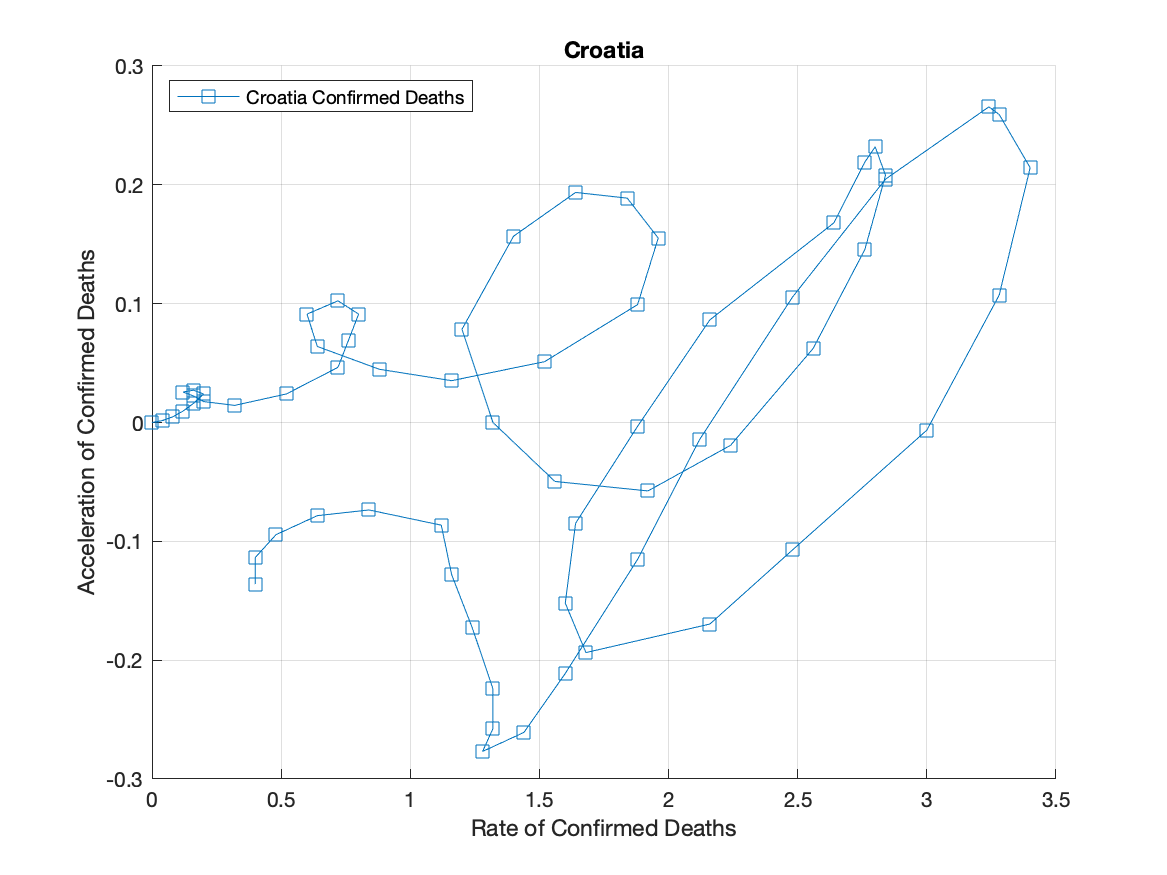 Croatia
Croatia Confirmed Deaths
0.3
0.2
0.1
0
-0.1
-0.2
-0.3
Acceleration of Confirmed Deaths
0 0.5 1 1.5 2 2.5 3 3.5
Rate of Confirmed Deaths